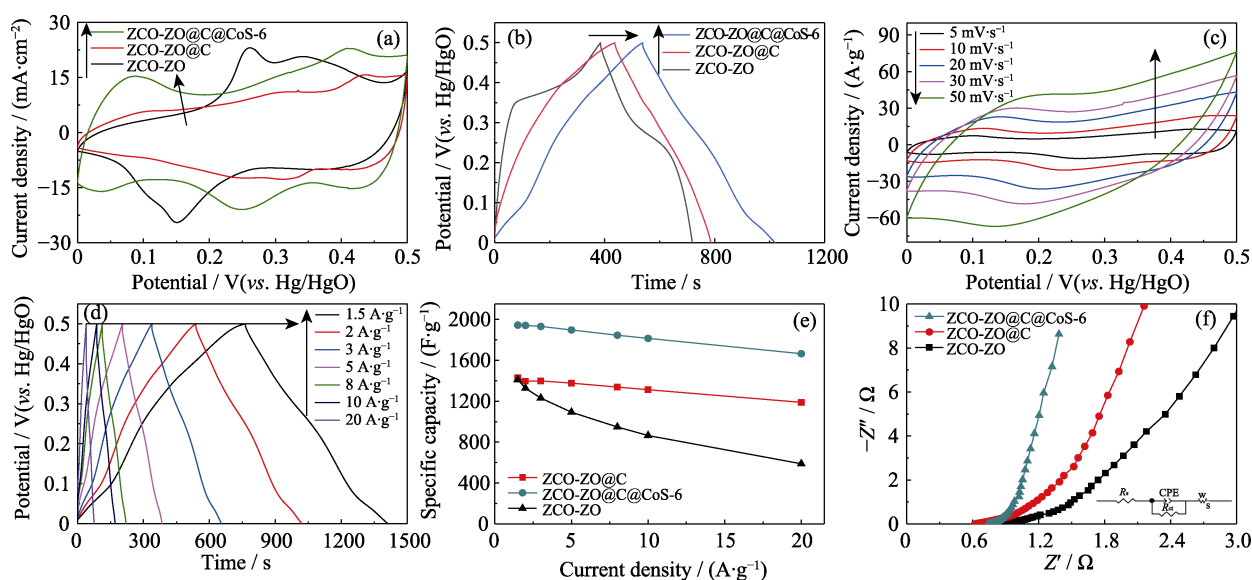 (a)
ZCO-ZO@C@CoS-6
ZCO-ZO@C
ZCO-ZO
Current density / (mA·cm⁻²)
30
15
0
−15
−30
0
0.1
0.2
0.3
0.4
0.5
Potential / V(vs. Hg/HgO)
(b)
ZCO-ZO@C@CoS-6
ZCO-ZO@C
ZCO-ZO
Potential / V(vs. Hg/HgO)
0.5
0.4
0.3
0.2
0.1
0
0
400
800
1200
Time / s
(c)
5 mV·s⁻¹
10 mV·s⁻¹
20 mV·s⁻¹
30 mV·s⁻¹
50 mV·s⁻¹
Current density / (A·g⁻¹)
90
60
30
0
−30
−60
0
0.1
0.2
0.3
0.4
0.5
Potential / V(vs. Hg/HgO)
(d)
1.5 A·g⁻¹
2 A·g⁻¹
3 A·g⁻¹
5 A·g⁻¹
8 A·g⁻¹
10 A·g⁻¹
20 A·g⁻¹
Potential / V(vs. Hg/HgO)
0.5
0.4
0.3
0.2
0.1
0
0
300
600
900
1200
1500
Time / s
(e)
ZCO-ZO@C
ZCO-ZO@C@CoS-6
ZCO-ZO
Specific capacity / (F·g⁻¹)
2000
1600
1200
800
400
0
0
5
10
15
20
Current density / (A·g⁻¹)
(f)
ZCO-ZO@C@CoS-6
ZCO-ZO@C
ZCO-ZO
−Z″ / Ω
10
8
6
4
2
0
0
0.6
1.2
1.8
2.4
3.0
Z′ / Ω
CPE
W
s